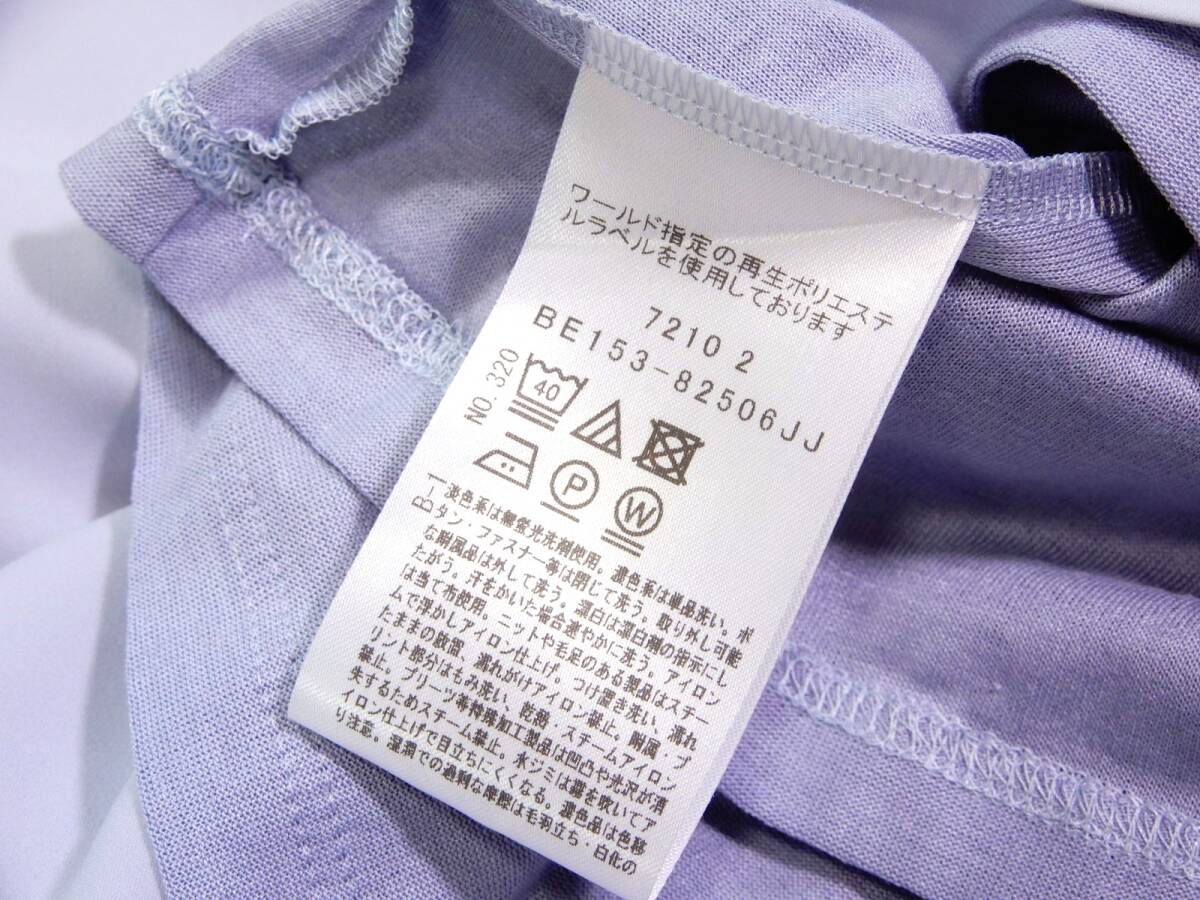 ワールド指定の再生ポリエステ
ルラベルを使用しております
7210 2
BE153-82506JJ
NO. 320
40
P
W
淡色系は無蛍光洗剤使用。濃色系は単品洗い。ボ
タン・ファスナー等は閉じて洗う。取り外し可能
な附属品は外して洗う。漂白は漂白剤の指示にし
たがう。汗をかいた場合速やかに洗う。アイロン
は当て布使用。ニットや毛足のある製品はスチー
ムで浮かしアイロン仕上げ。つけ置き洗い、濡れ
たままの放置、濡れがけアイロン禁止。附属・プ
リント部分はもみ洗い、乾熱・スチームアイロン
禁止。プリーツ等特殊加工製品は凹凸や光沢が消
失するためスチーム禁止。水ジミは霧を吹いてア
イロン仕上げで目立ちにくくなる。濃色品は色移
り注意。湿潤での過剰な摩擦は毛羽立ち・白化の